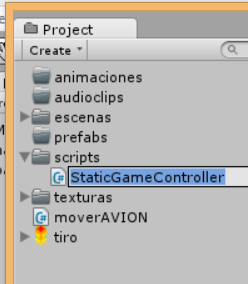 Project
Create
animaciones
audioclips
escenas
prefabs
scripts
StaticGameController
texturas
moverAVION
tiro